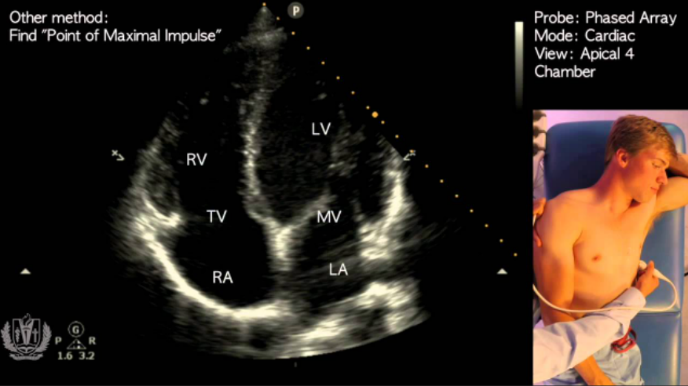 Other method:
Find "Point of Maximal Impulse"
P
Probe: Phased Array
Mode: Cardiac
View: Apical 4
Chamber
LV
RV
TV
MV
RA
LA
G
P R
1.6 3.2